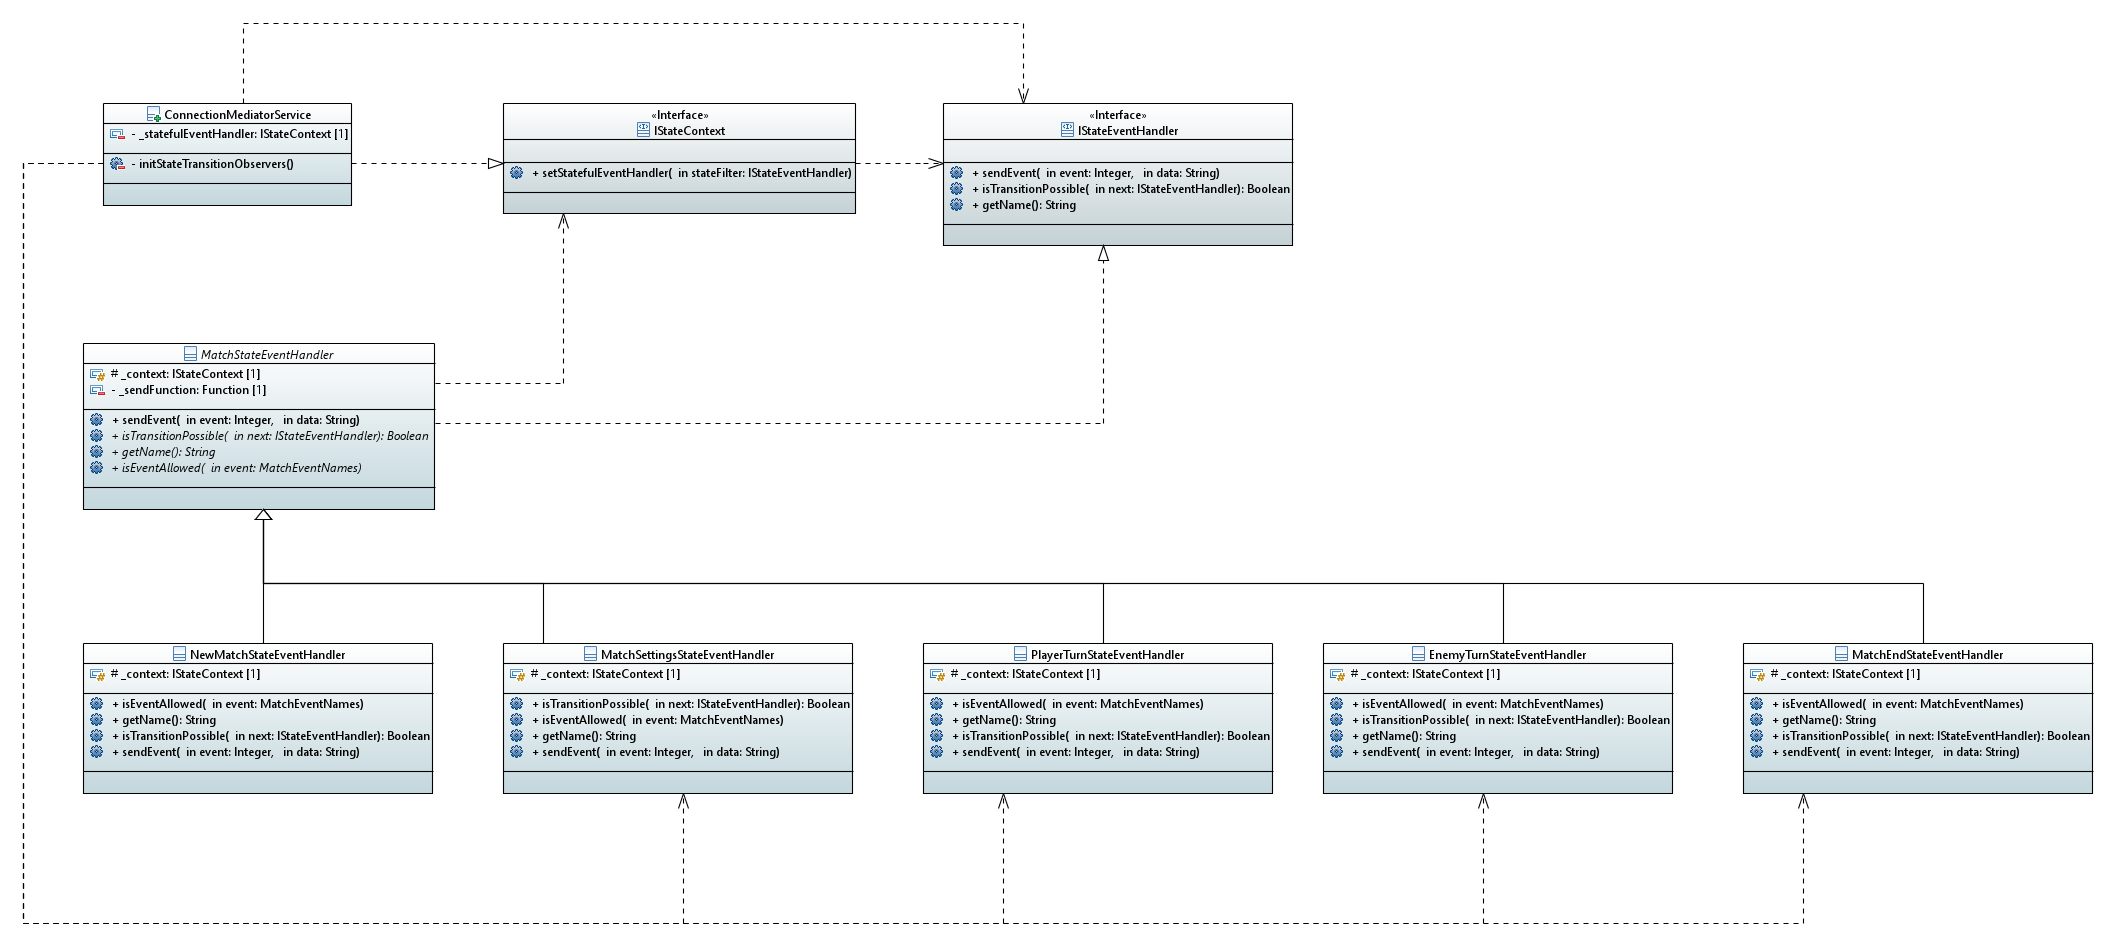 ConnectionMediatorService
- _statefulEventHandler: IStateContext [1]
- initStateTransitionObservers()
«Interface»
IStateContext
+ setStatefulEventHandler( in stateFilter: IStateEventHandler)
«Interface»
IStateEventHandler
+ sendEvent( in event: Integer, in data: String)
+ isTransitionPossible( in next: IStateEventHandler): Boolean
+ getName(): String
MatchStateEventHandler
# _context: IStateContext [1]
- _sendFunction: Function [1]
+ sendEvent( in event: Integer, in data: String)
+ isTransitionPossible( in next: IStateEventHandler): Boolean
+ getName(): String
+ isEventAllowed( in event: MatchEventNames)
NewMatchStateEventHandler
# _context: IStateContext [1]
+ isEventAllowed( in event: MatchEventNames)
+ getName(): String
+ isTransitionPossible( in next: IStateEventHandler): Boolean
+ sendEvent( in event: Integer, in data: String)
MatchSettingsStateEventHandler
# _context: IStateContext [1]
+ isTransitionPossible( in next: IStateEventHandler): Boolean
+ isEventAllowed( in event: MatchEventNames)
+ getName(): String
+ sendEvent( in event: Integer, in data: String)
PlayerTurnStateEventHandler
# _context: IStateContext [1]
+ isEventAllowed( in event: MatchEventNames)
+ getName(): String
+ isTransitionPossible( in next: IStateEventHandler): Boolean
+ sendEvent( in event: Integer, in data: String)
EnemyTurnStateEventHandler
# _context: IStateContext [1]
+ isEventAllowed( in event: MatchEventNames)
+ isTransitionPossible( in next: IStateEventHandler): Boolean
+ getName(): String
+ sendEvent( in event: Integer, in data: String)
MatchEndStateEventHandler
# _context: IStateContext [1]
+ isEventAllowed( in event: MatchEventNames)
+ getName(): String
+ isTransitionPossible( in next: IStateEventHandler): Boolean
+ sendEvent( in event: Integer, in data: String)